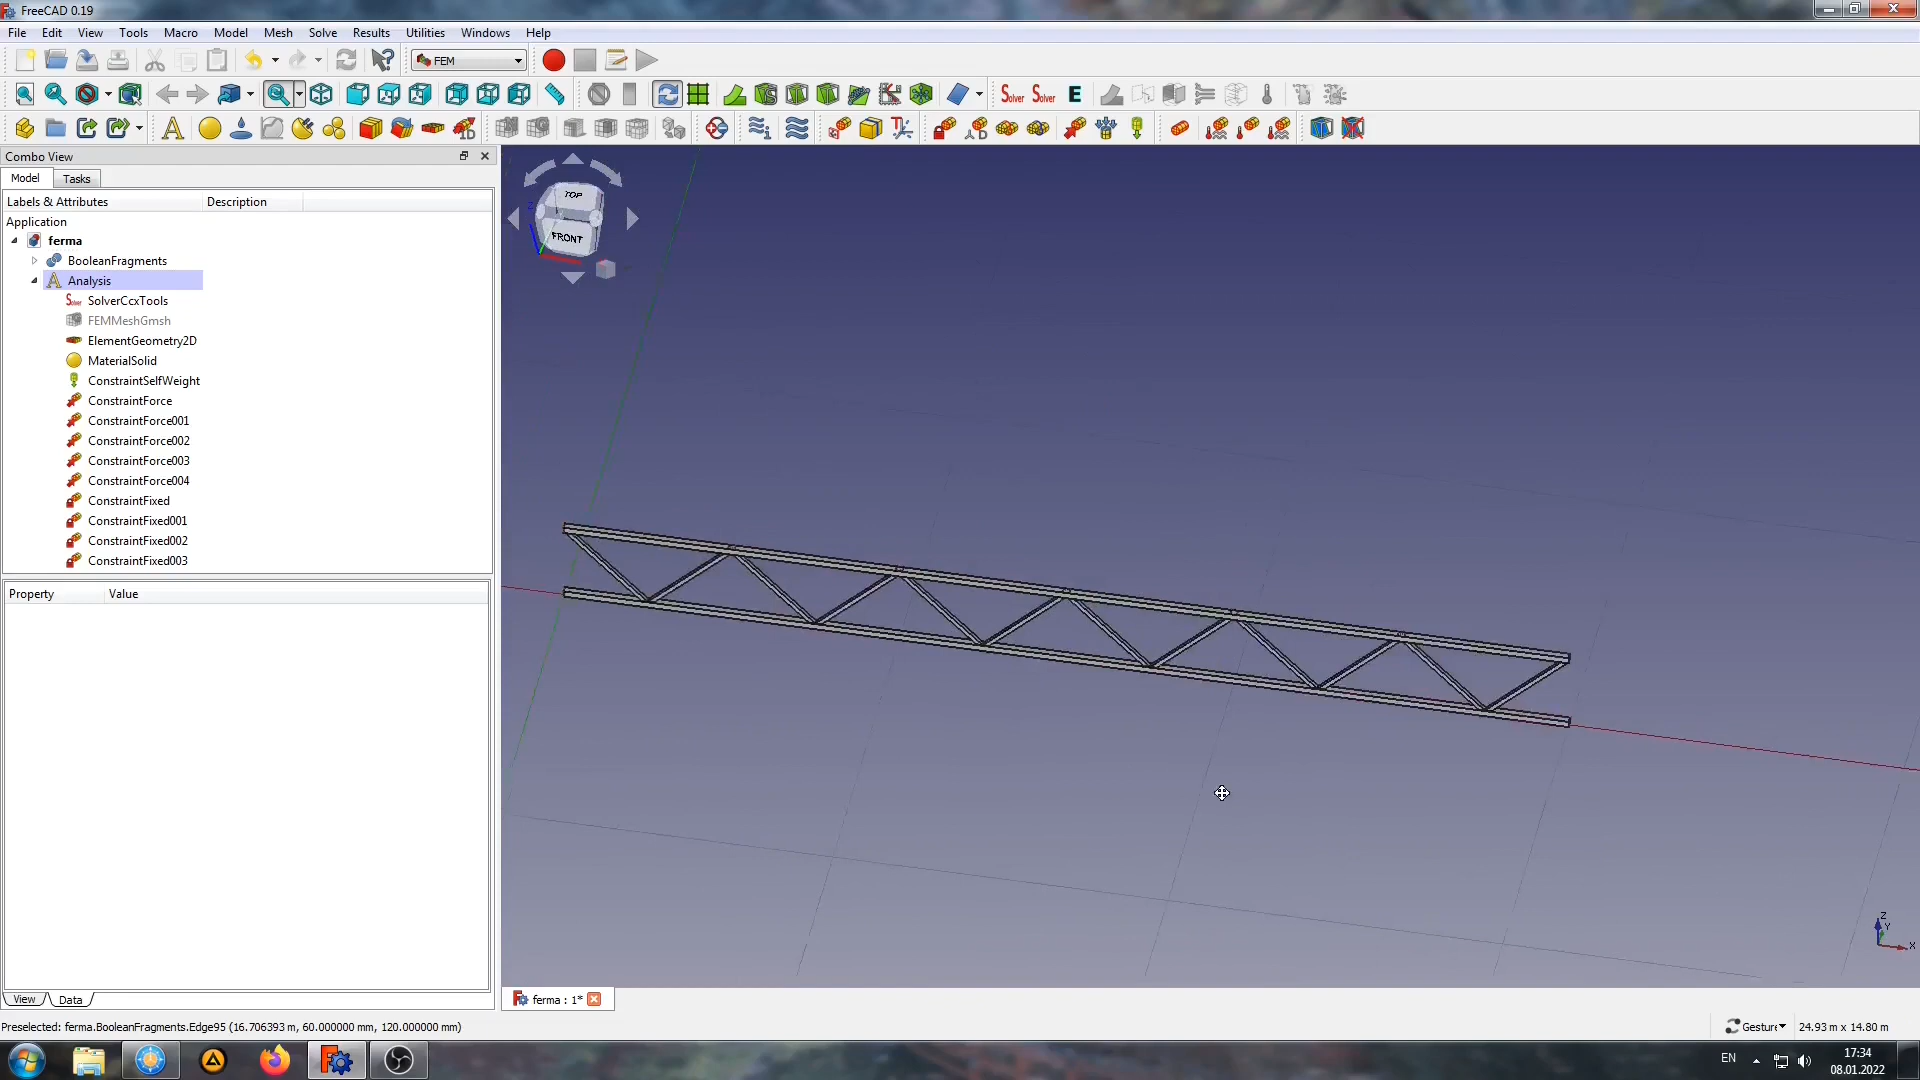 FreeCAD 0.19
File Edit View Tools Macro Model Mesh Solve Results Utilities Windows Help
FEM
Solver Solver E
A 1D D
Combo View
Model Tasks
Labels & Attributes Description
Application
ferma
BooleanFragments
Analysis
SolverCcxTools
FEMMeshGmsh
ElementGeometry2D
MaterialSolid
ConstraintSelfWeight
ConstraintForce
ConstraintForce001
ConstraintForce002
ConstraintForce003
ConstraintForce004
ConstraintFixed
ConstraintFixed001
ConstraintFixed002
ConstraintFixed003
Property Value
View Data
TOP
FRONT
Z
Z
Y
X
ferma : 1*
Preselected: ferma.BooleanFragments.Edge95 (16.706393 m, 60.000000 mm, 120.000000 mm)
Gesture 24.93 m x 14.80 m
EN
17:34
08.01.2022